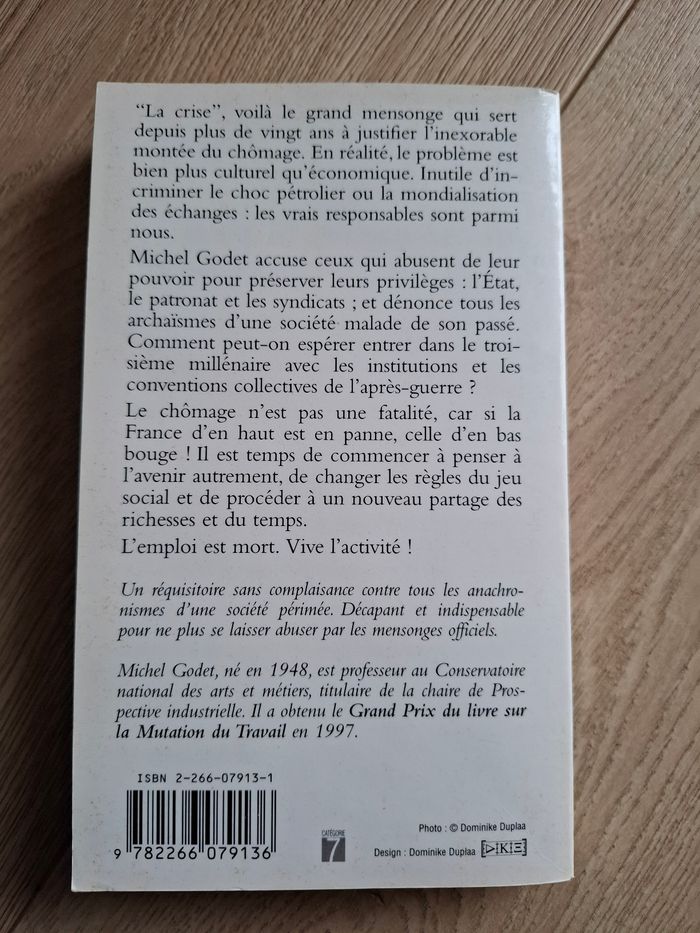 “La crise”, voilà le grand mensonge qui sert
depuis plus de vingt ans à justifier l’inexorable
montée du chômage. En réalité, le problème est
bien plus culturel qu’économique. Inutile d’in-
criminer le choc pétrolier ou la mondialisation
des échanges : les vrais responsables sont parmi
nous.
Michel Godet accuse ceux qui abusent de leur
pouvoir pour préserver leurs privilèges : l’État,
le patronat et les syndicats ; et dénonce tous les
archaïsmes d’une société malade de son passé.
Comment peut-on espérer entrer dans le troi-
sième millénaire avec les institutions et les
conventions collectives de l’après-guerre ?
Le chômage n’est pas une fatalité, car si la
France d’en haut est en panne, celle d’en bas
bouge ! Il est temps de commencer à penser à
l’avenir autrement, de changer les règles du jeu
social et de procéder à un nouveau partage des
richesses et du temps.
L’emploi est mort. Vive l’activité !
Un réquisitoire sans complaisance contre tous les anachro-
nismes d’une société périmée. Décapant et indispensable
pour ne plus se laisser abuser par les mensonges officiels.
Michel Godet, né en 1948, est professeur au Conservatoire
national des arts et métiers, titulaire de la chaire de Pros-
pective industrielle. Il a obtenu le Grand Prix du livre sur
la Mutation du Travail en 1997.
ISBN 2-266-07913-1
9 782266 079136
CATÉGORIE
7
Photo : © Dominike Duplaa
Design : Dominike Duplaa